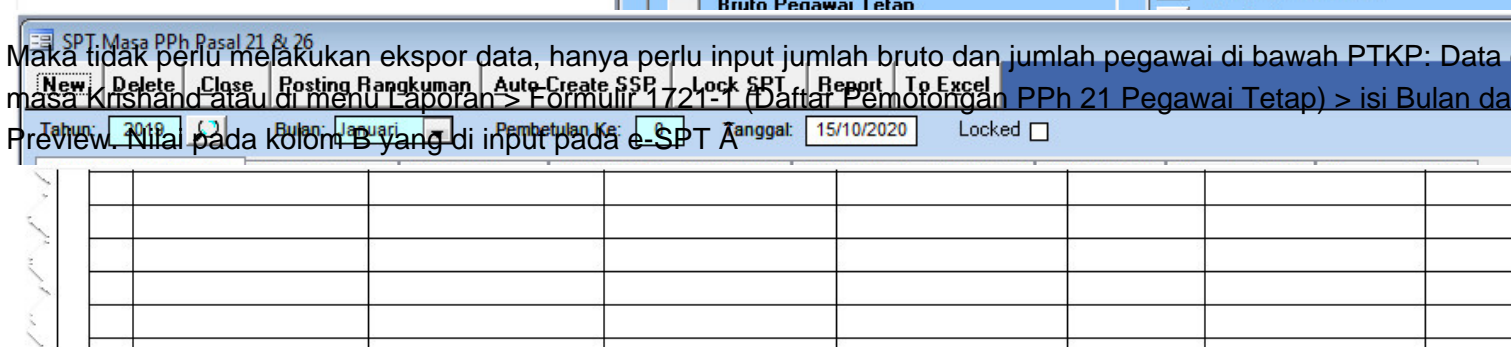 Bruto Pegawai Tetap
SPT Masa PPh Pasal 21 & 26
Maka tidak perlu melakukan ekspor data, hanya perlu input jumlah bruto dan jumlah pegawai di bawah PTKP: Data
New Delete Close Posting Rangkuman Auto Create SSP Lock SPT Report To Excel
masa Krishand atau di menu Laporan > Formulir 1721-1 (Daftar Pemotongan PPh 21 Pegawai Tetap) > isi Bulan da
Tahun: 2019 Bulan: Januari Pembetulan Ke: 0 Tanggal: 15/10/2020 Locked
Preview. Nilai pada kolom B yang di input pada e-SPT A